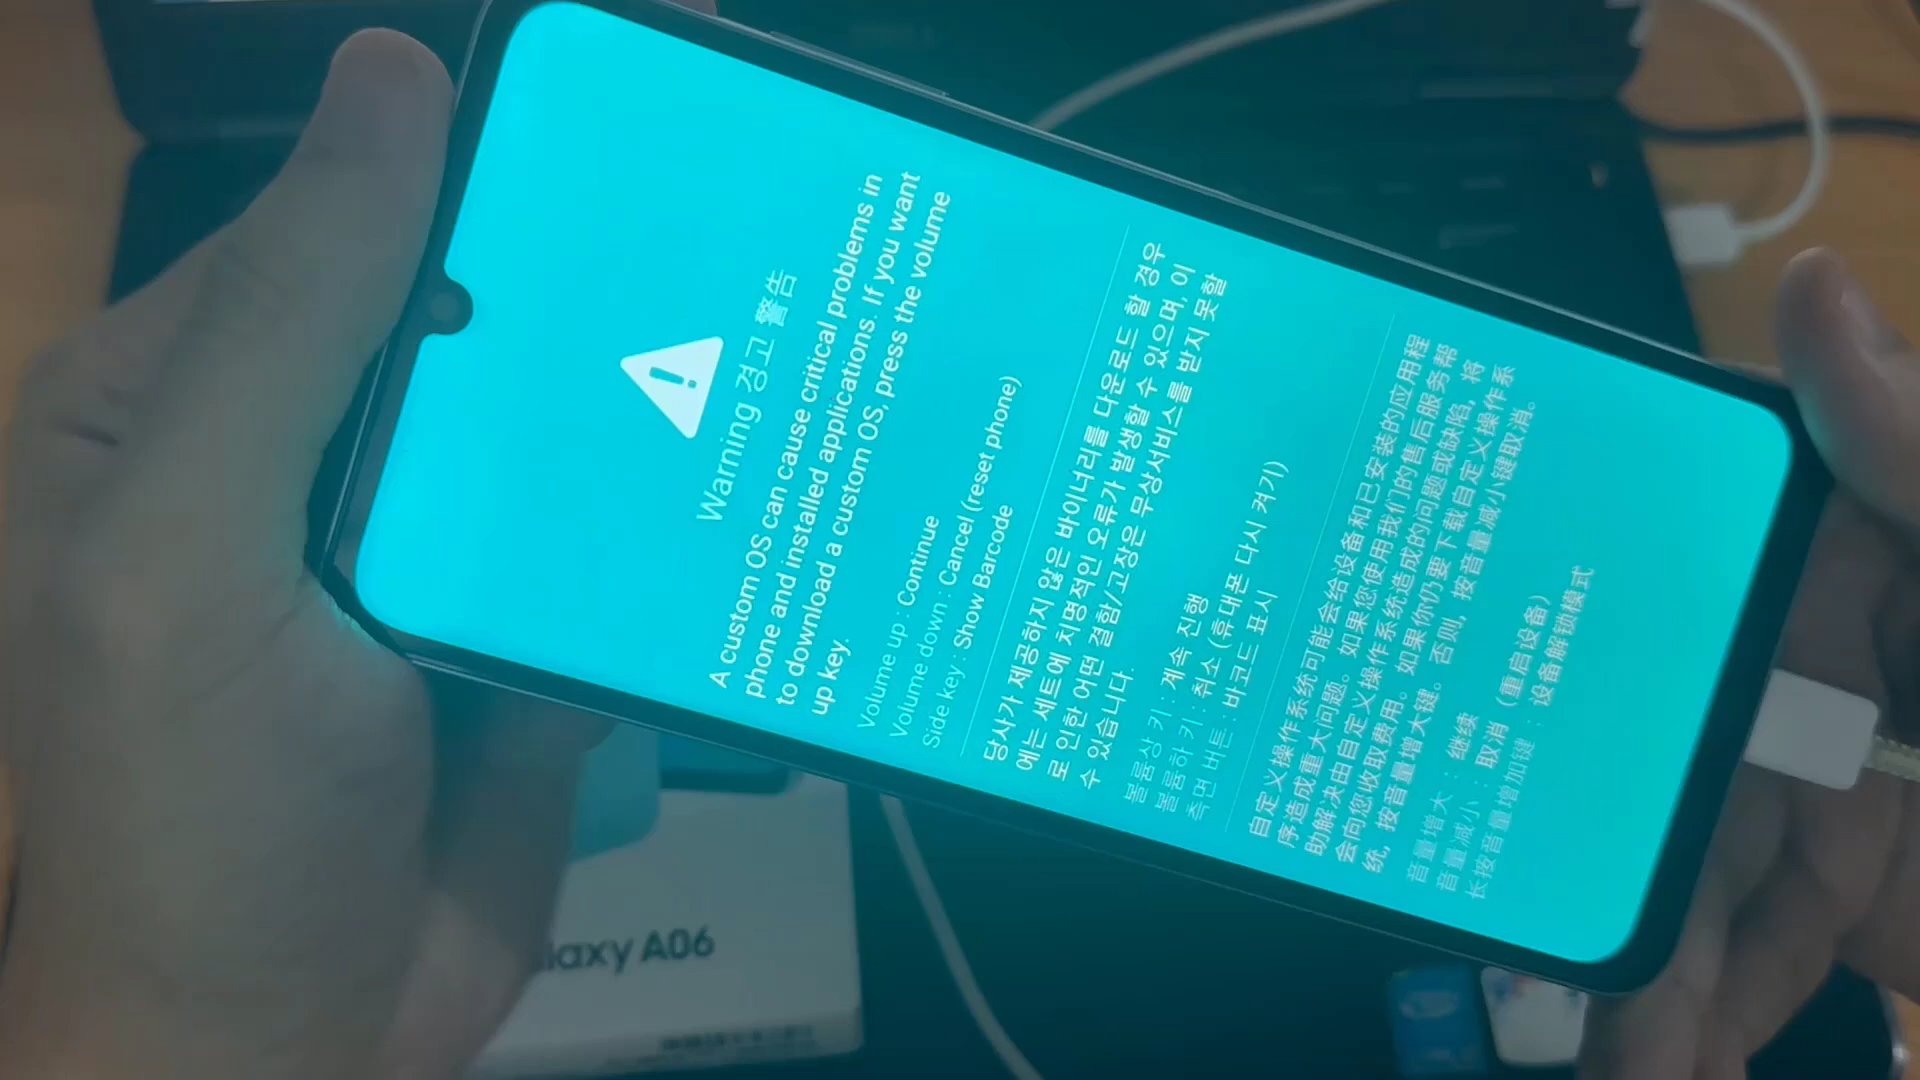 Warning 경고 警告
A custom OS can cause critical problems in
phone and installed applications. If you want
to download a custom OS, press the volume
up key.
Volume up : Continue
Volume down : Cancel (reset phone)
Side key : Show Barcode
당사가 제공하지 않은 바이너리를 다운로드 할 경우
에는 세트에 치명적인 오류가 발생할 수 있으며, 이
로 인한 어떤 결함/고장은 무상서비스를 받지 못할
수 있습니다.
볼륨상 키 : 계속 진행
볼륨하 키 : 취소 (휴대폰 다시 켜기)
측면 버튼 : 바코드 표시
自定义操作系统可能会给设备和已安装的应用程
序造成重大问题。如果您使用我们的售后服务帮
助解决由自定义操作系统造成的问题或缺陷, 将
会向您收取费用。如果你仍要下载自定义操作系
统, 按音量增大键。否则, 按音量减小键取消。
音量增大 : 继续
音量减小 : 取消 (重启设备)
长按音量增加键 : 设备解锁模式
laxy A06